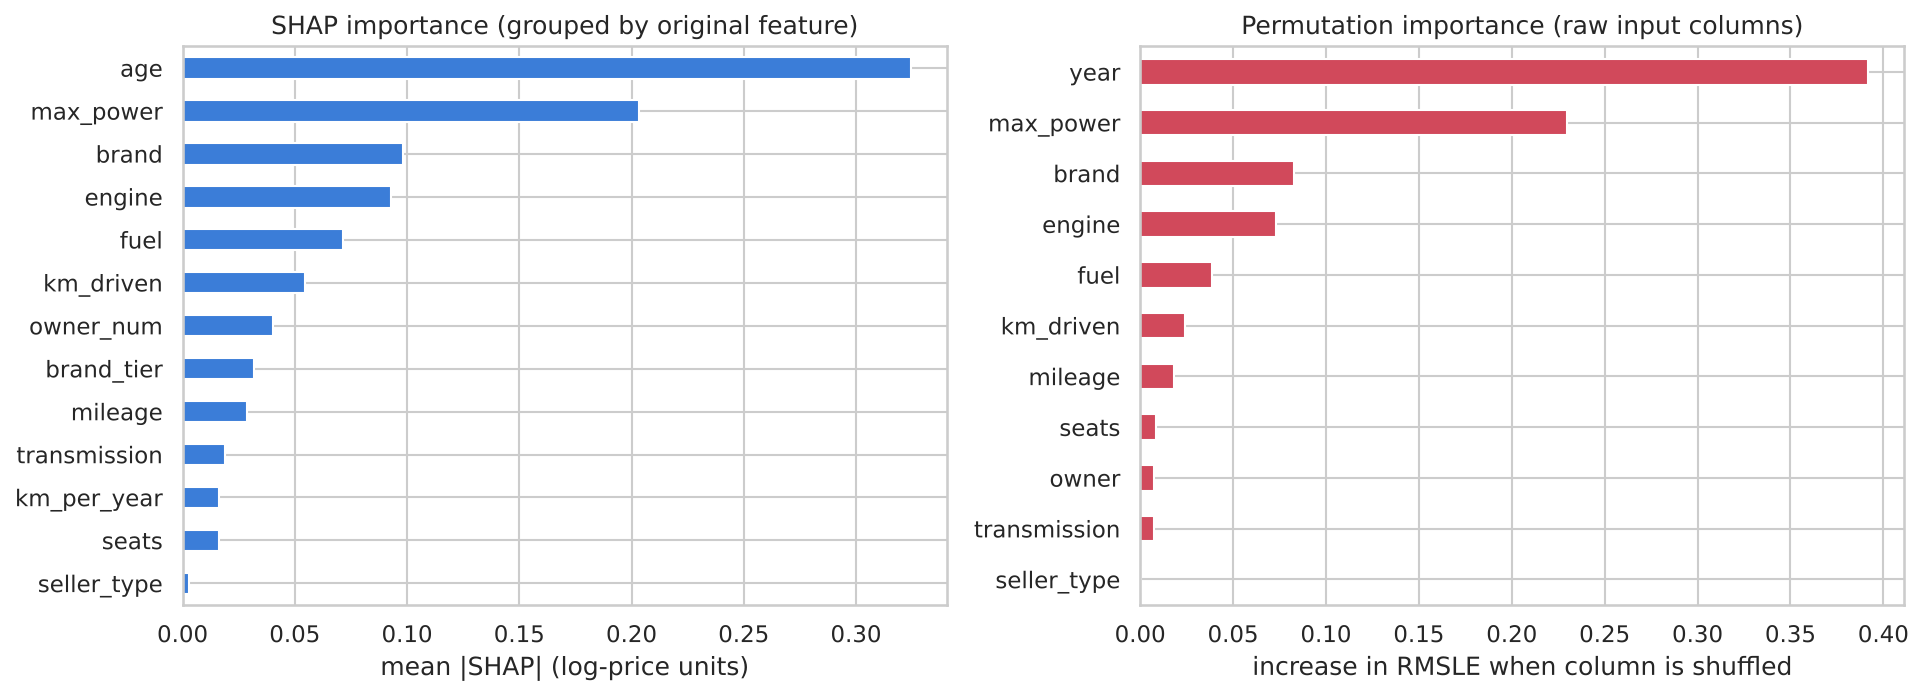 SHAP importance (grouped by original feature)
age
max_power
brand
engine
fuel
km_driven
owner_num
brand_tier
mileage
transmission
km_per_year
seats
seller_type
0.00 0.05 0.10 0.15 0.20 0.25 0.30
mean |SHAP| (log-price units)
Permutation importance (raw input columns)
year
max_power
brand
engine
fuel
km_driven
mileage
seats
owner
transmission
seller_type
0.00 0.05 0.10 0.15 0.20 0.25 0.30 0.35 0.40
increase in RMSLE when column is shuffled